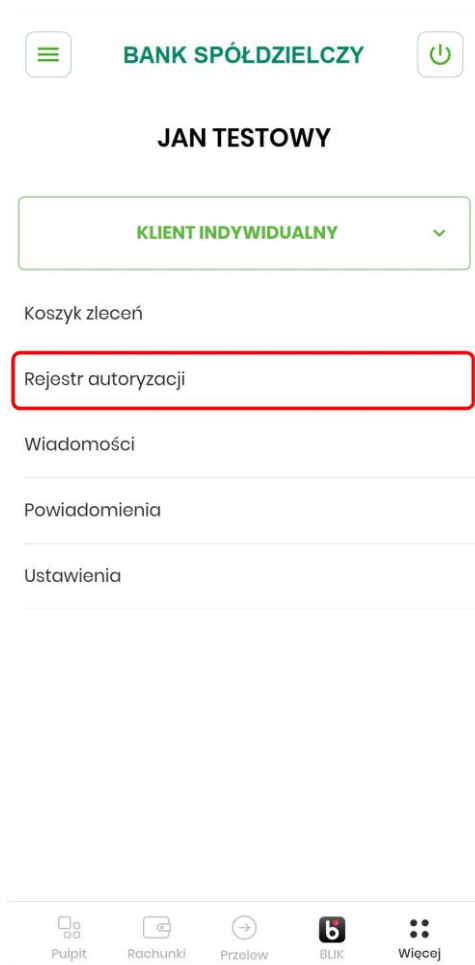 BANK SPÓŁDZIELCZY
JAN TESTOWY
KLIENT INDYWIDUALNY
Koszyk zleceń
Rejestr autoryzacji
Wiadomości
Powiadomienia
Ustawienia
Pulpit Rachunki Przelew BLIK Więcej